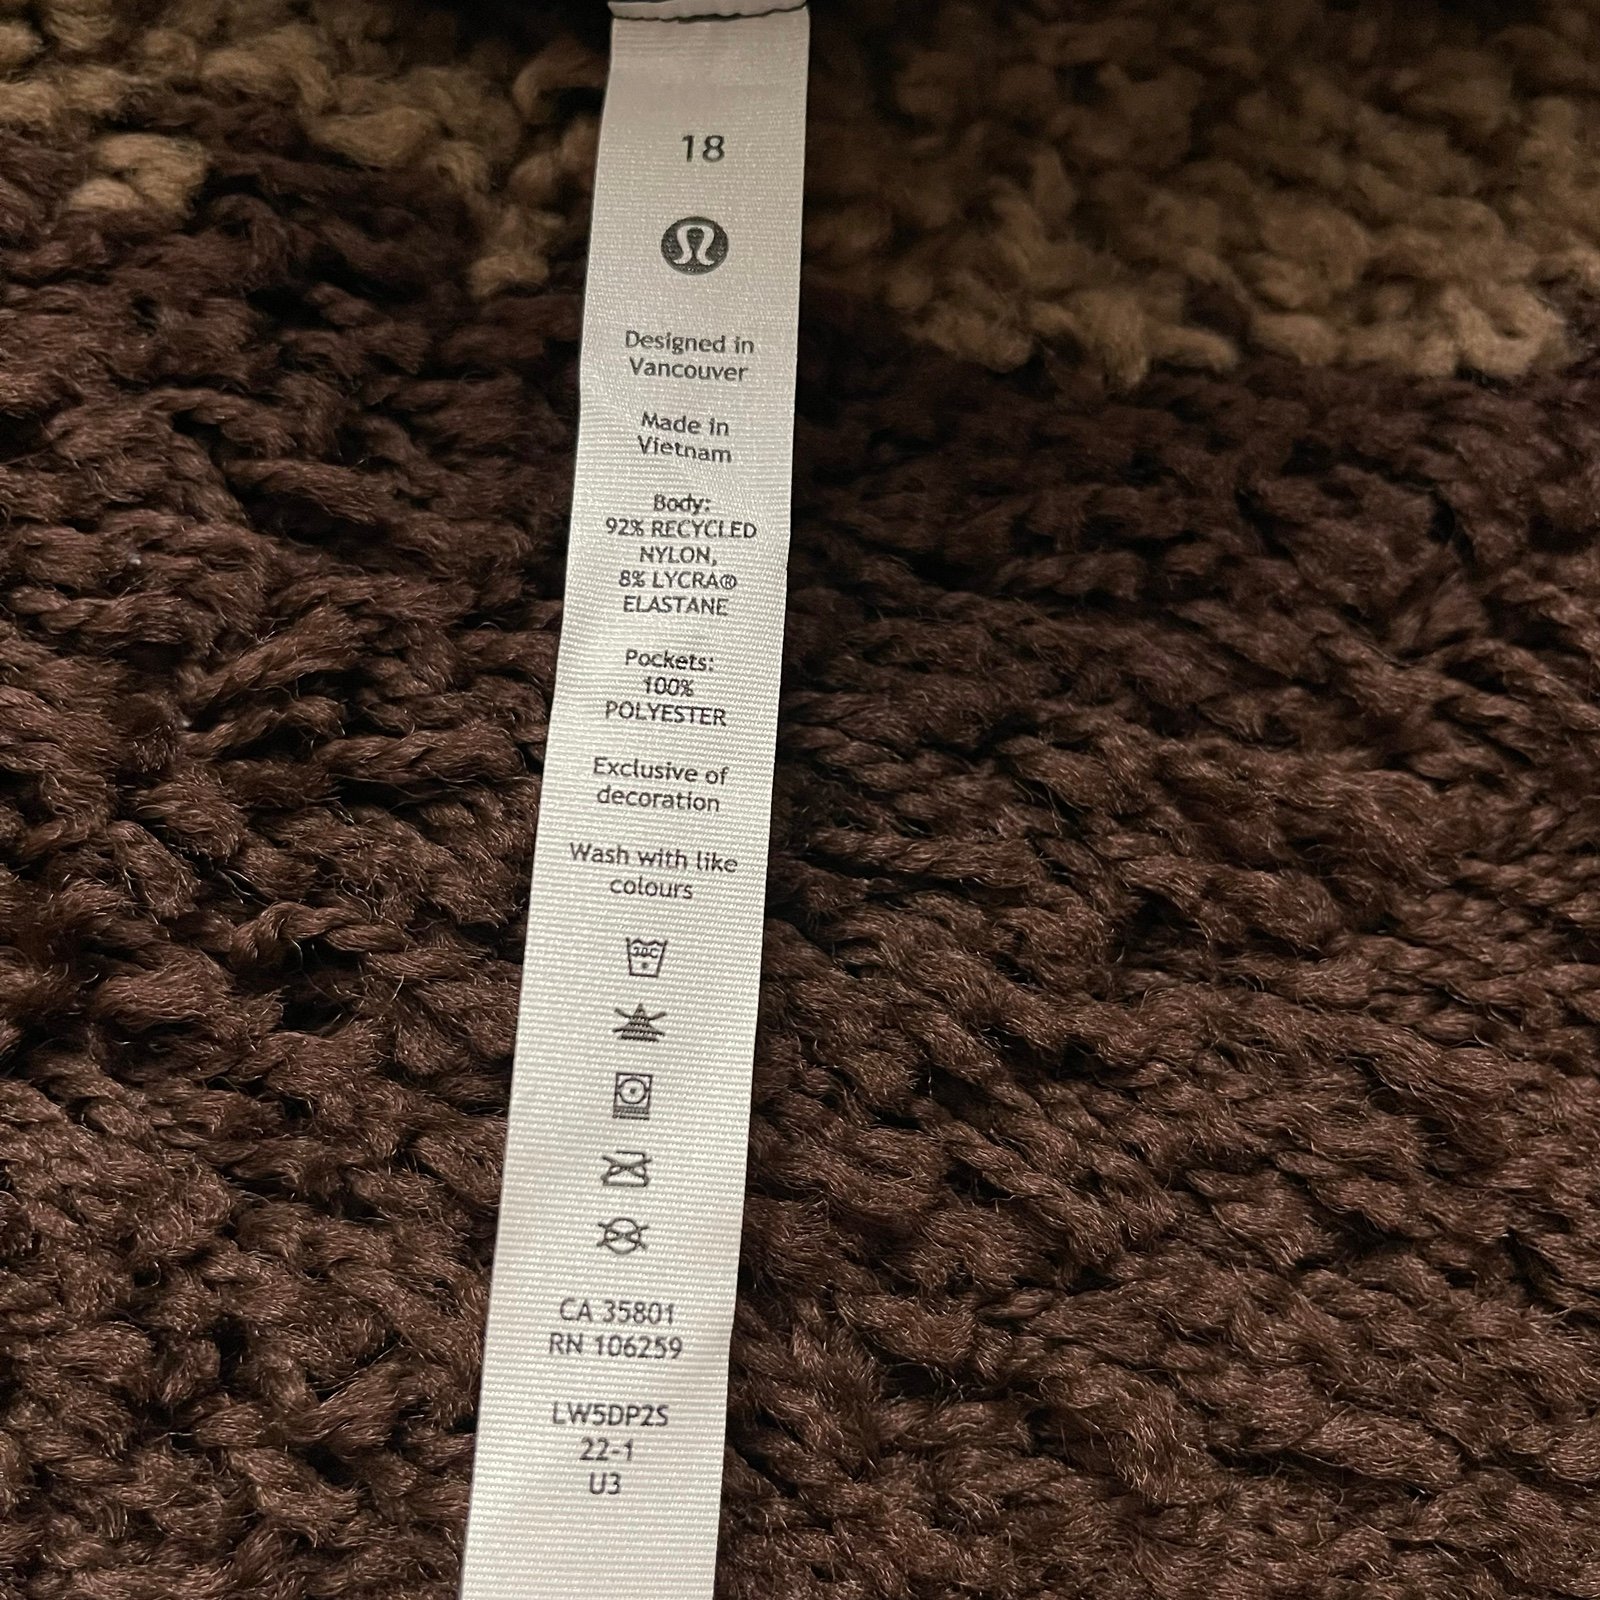 18
Designed in
Vancouver
Made in
Vietnam
Body:
92% RECYCLED
NYLON,
8% LYCRA®
ELASTANE
Pockets:
100%
POLYESTER
Exclusive of
decoration
Wash with like
colours
30C
CA 35801
RN 106259
LW5DP2S
22-1
U3